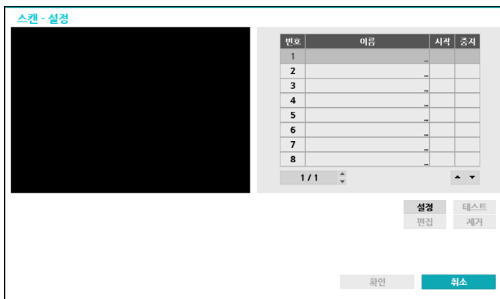 스캔 - 설정
번호 이름 시작 중지
1 ...
2 ...
3 ...
4 ...
5 ...
6 ...
7 ...
8 ...
1 / 1
설정 테스트
편집 제거
확인 취소